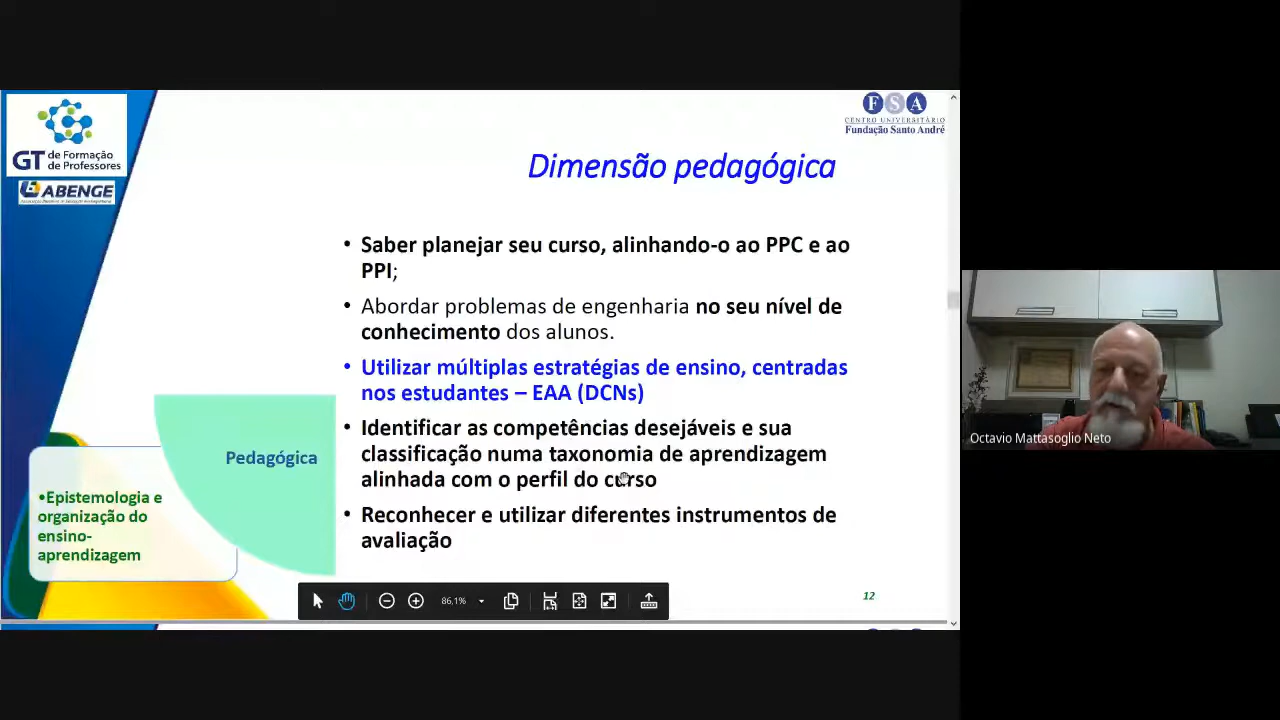 GT de Formação
de Professores
ABENGE
FSA
CENTRO UNIVERSITÁRIO
Fundação Santo André
Dimensão pedagógica
• Saber planejar seu curso, alinhando-o ao PPC e ao
PPI;
• Abordar problemas de engenharia no seu nível de
conhecimento dos alunos.
• Utilizar múltiplas estratégias de ensino, centradas
nos estudantes – EAA (DCNs)
• Identificar as competências desejáveis e sua
classificação numa taxonomia de aprendizagem
alinhada com o perfil do curso
• Reconhecer e utilizar diferentes instrumentos de
avaliação
Pedagógica
•Epistemologia e
organização do
ensino-
aprendizagem
86,1%
12
Octavio Mattasoglio Neto